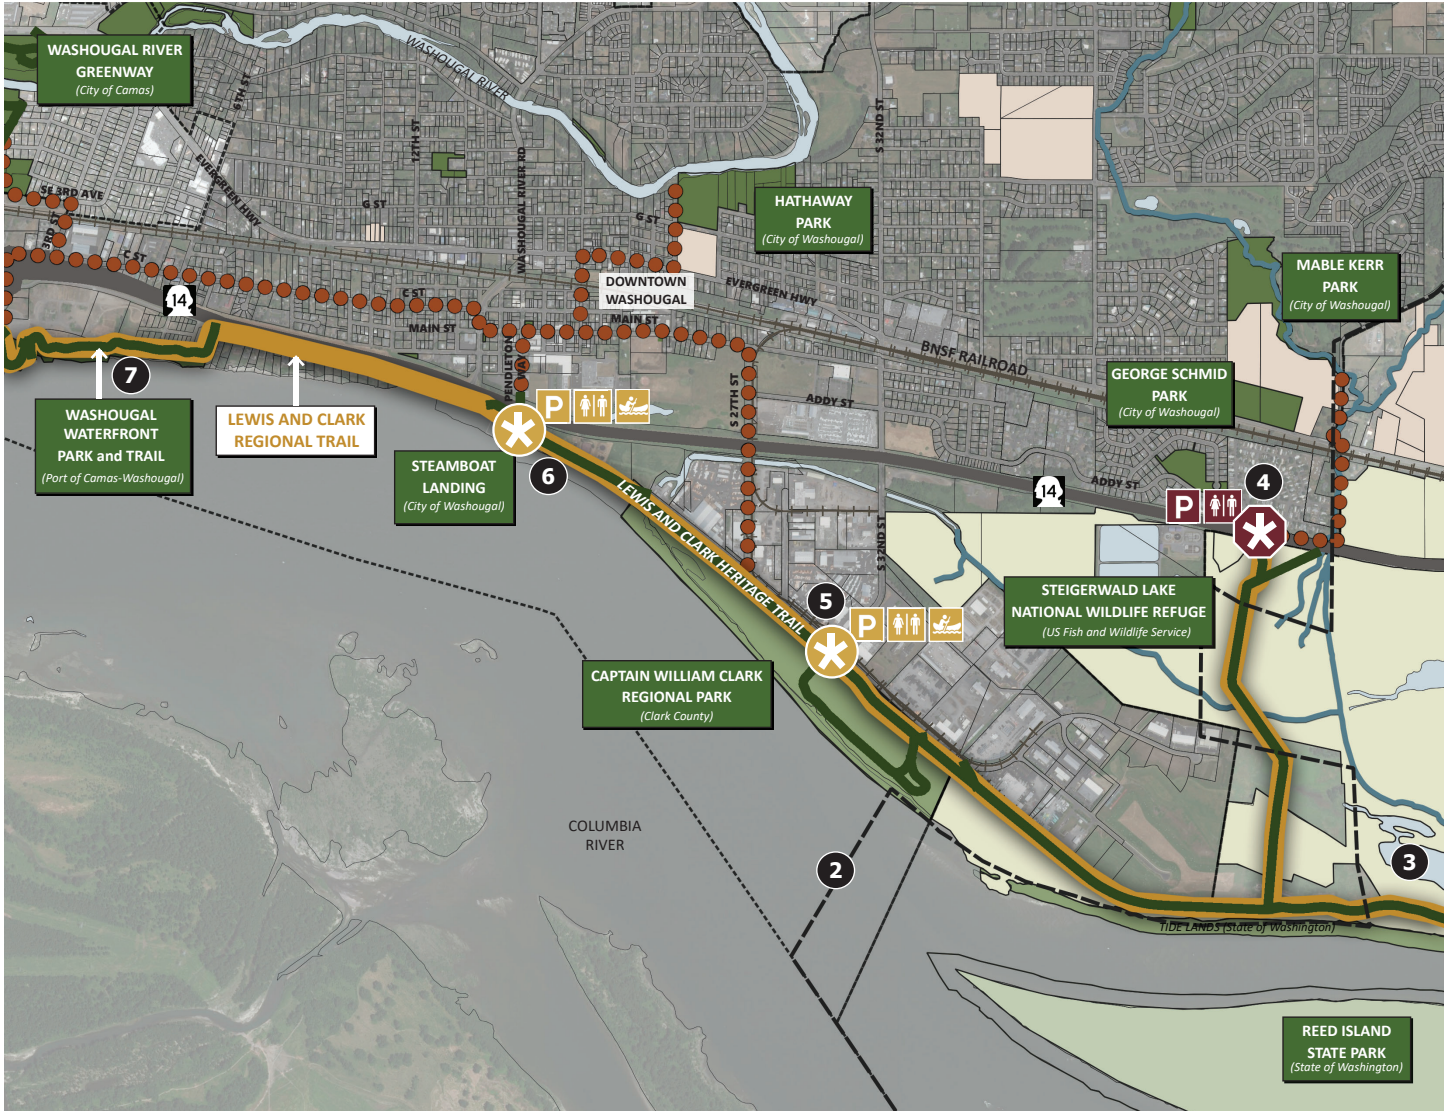 WASHOUGAL RIVER
GREENWAY
(City of Camas)
WASHOUGAL RIVER
6TH ST
12TH ST
EVERGREEN HWY
WASHOUGAL RIVER RD
S 32ND ST
SE 3RD AVE
3RD ST
G ST
G ST
C ST
C ST
HATHAWAY
PARK
(City of Washougal)
DOWNTOWN
WASHOUGAL
EVERGREEN HWY
MAIN ST
MAIN ST
14
MABLE KERR
PARK
(City of Washougal)
BNSF RAILROAD
GEORGE SCHMID
PARK
(City of Washougal)
PENDLETON
WAY
7
WASHOUGAL
WATERFRONT
PARK and TRAIL
(Port of Camas-Washougal)
LEWIS AND CLARK
REGIONAL TRAIL
P
S 27TH ST
ADDY ST
STEAMBOAT
LANDING
(City of Washougal)
6
ADDY ST
14
4
P
LEWIS AND CLARK HERITAGE TRAIL
S 32ND ST
STEIGERWALD LAKE
NATIONAL WILDLIFE REFUGE
(US Fish and Wildlife Service)
5
P
CAPTAIN WILLIAM CLARK
REGIONAL PARK
(Clark County)
COLUMBIA
RIVER
2
3
TIDE LANDS (State of Washington)
REED ISLAND
STATE PARK
(State of Washington)